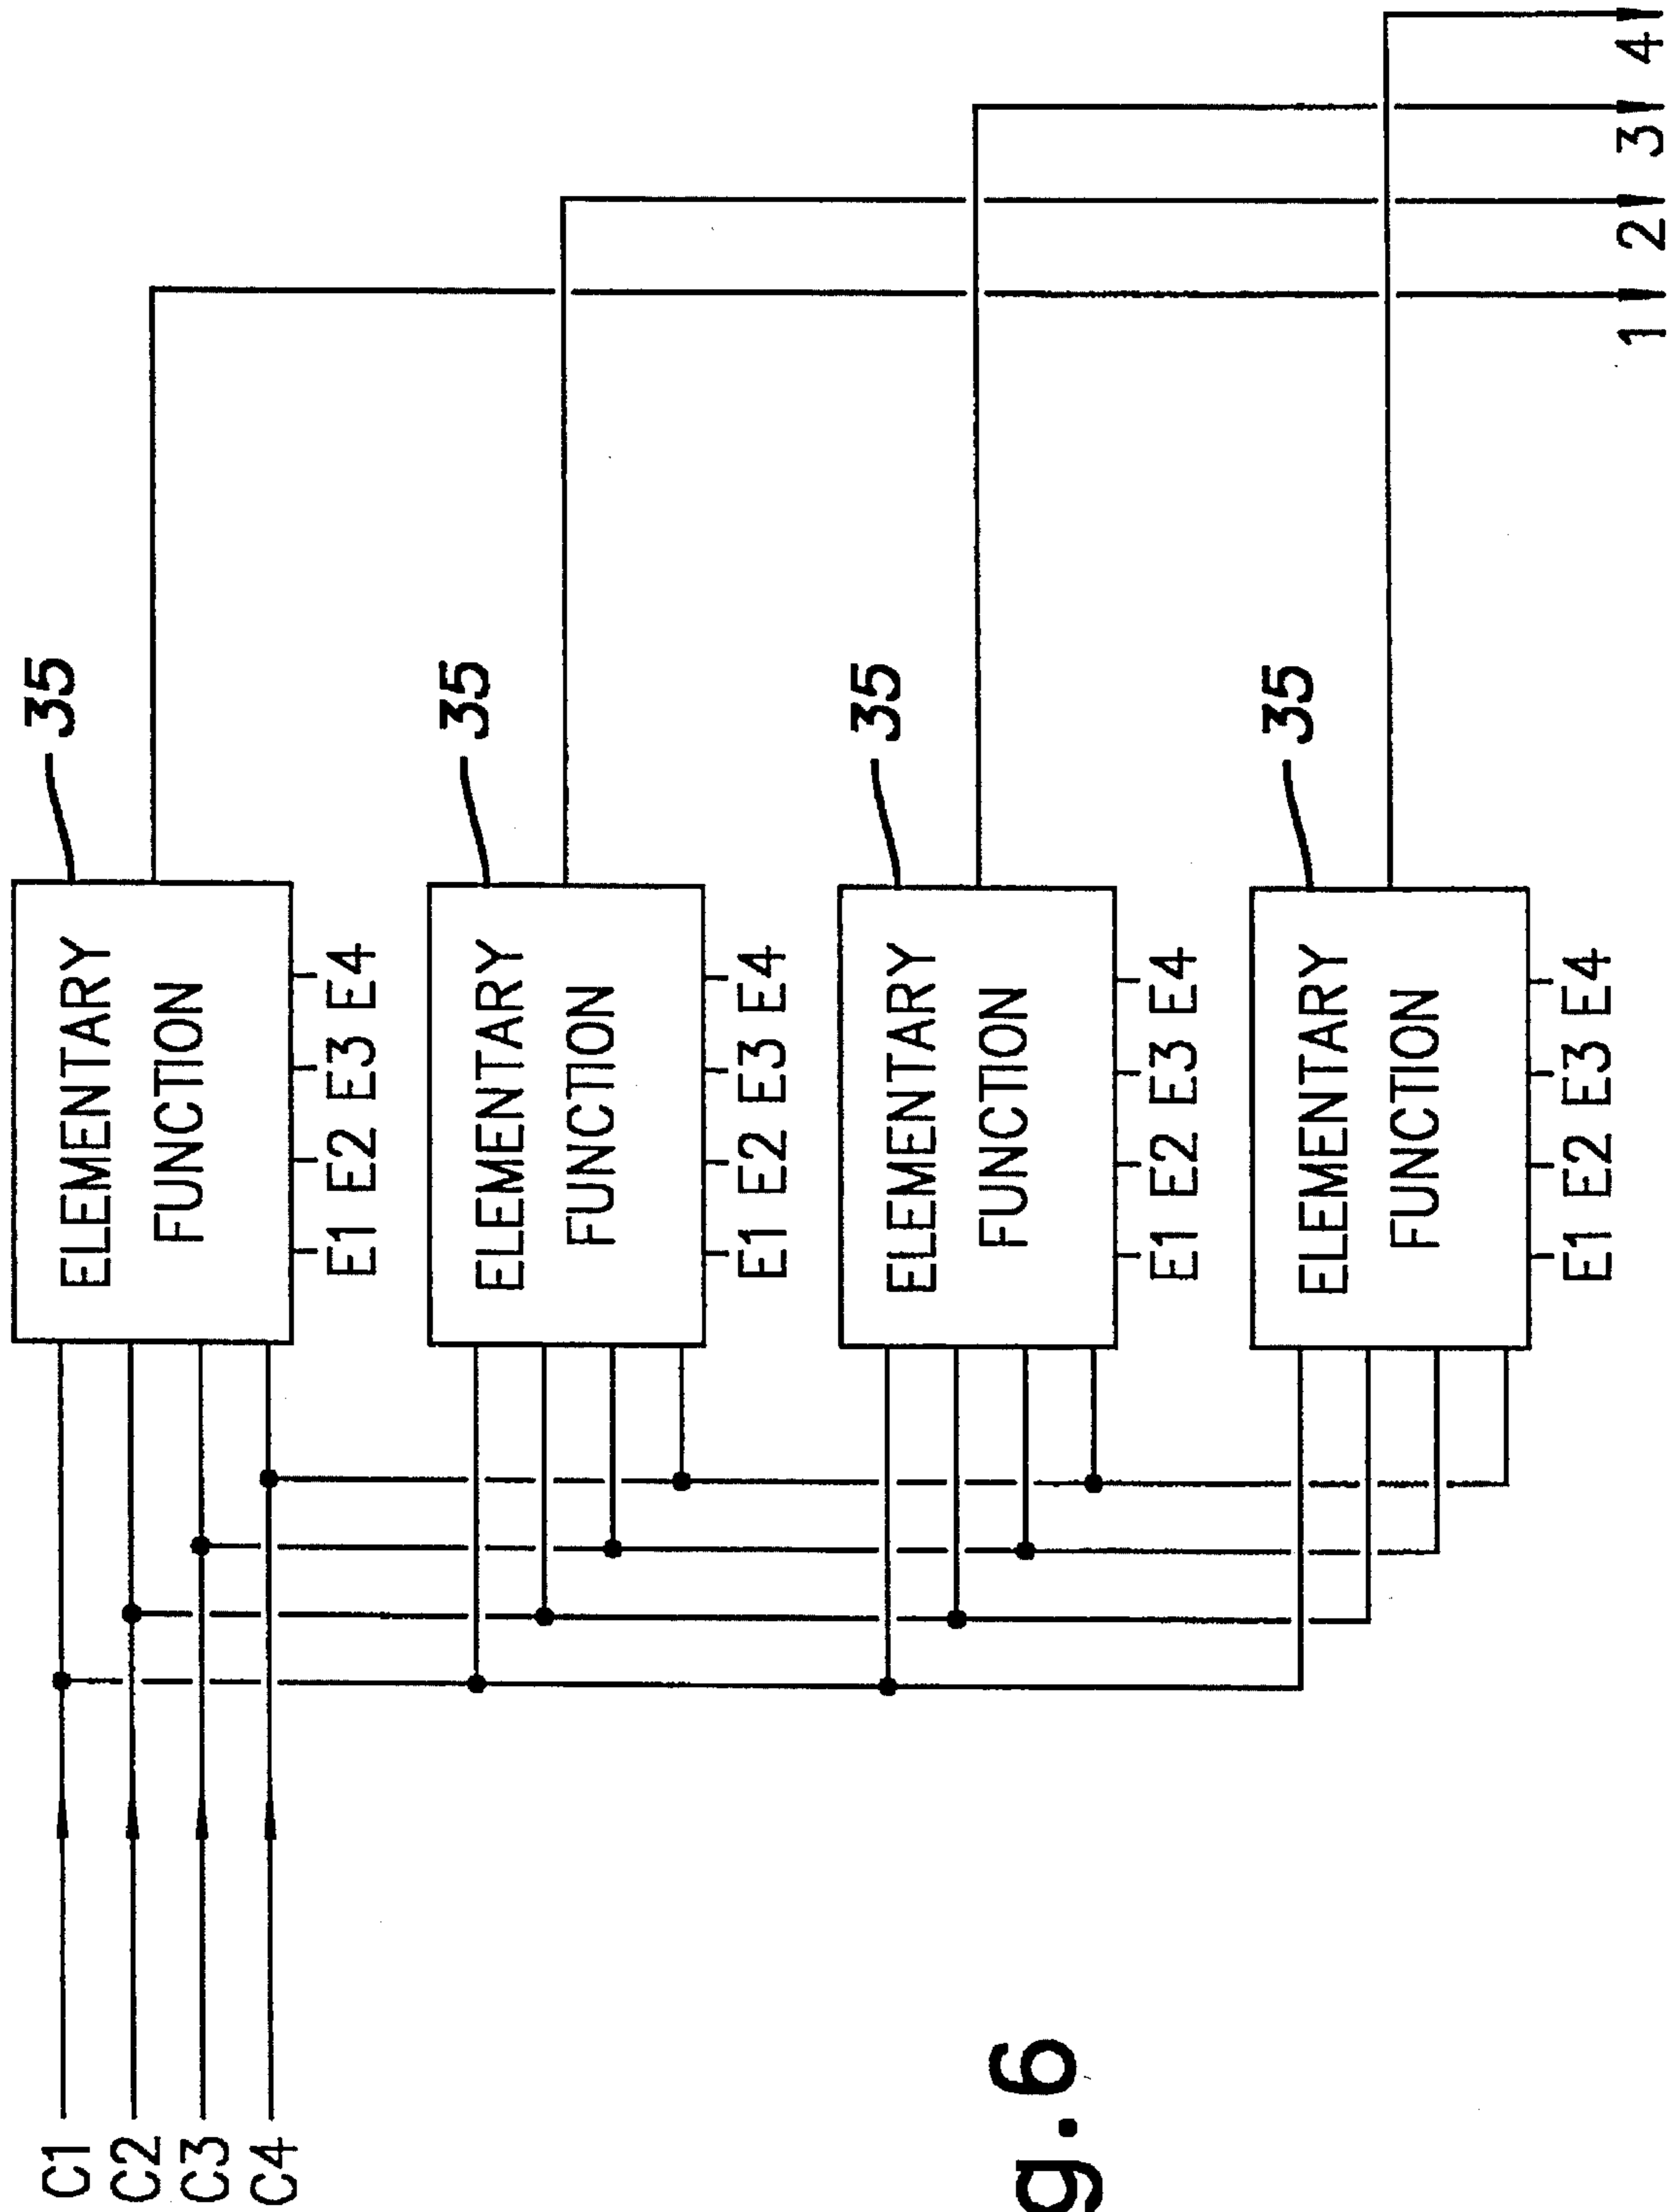 C1
C2
C3
C4
35
ELEMENTARY
FUNCTION
E1 E2 E3 E4
35
ELEMENTARY
FUNCTION
E1 E2 E3 E4
35
ELEMENTARY
FUNCTION
E1 E2 E3 E4
35
ELEMENTARY
FUNCTION
E1 E2 E3 E4
1 2 3 4
g.6